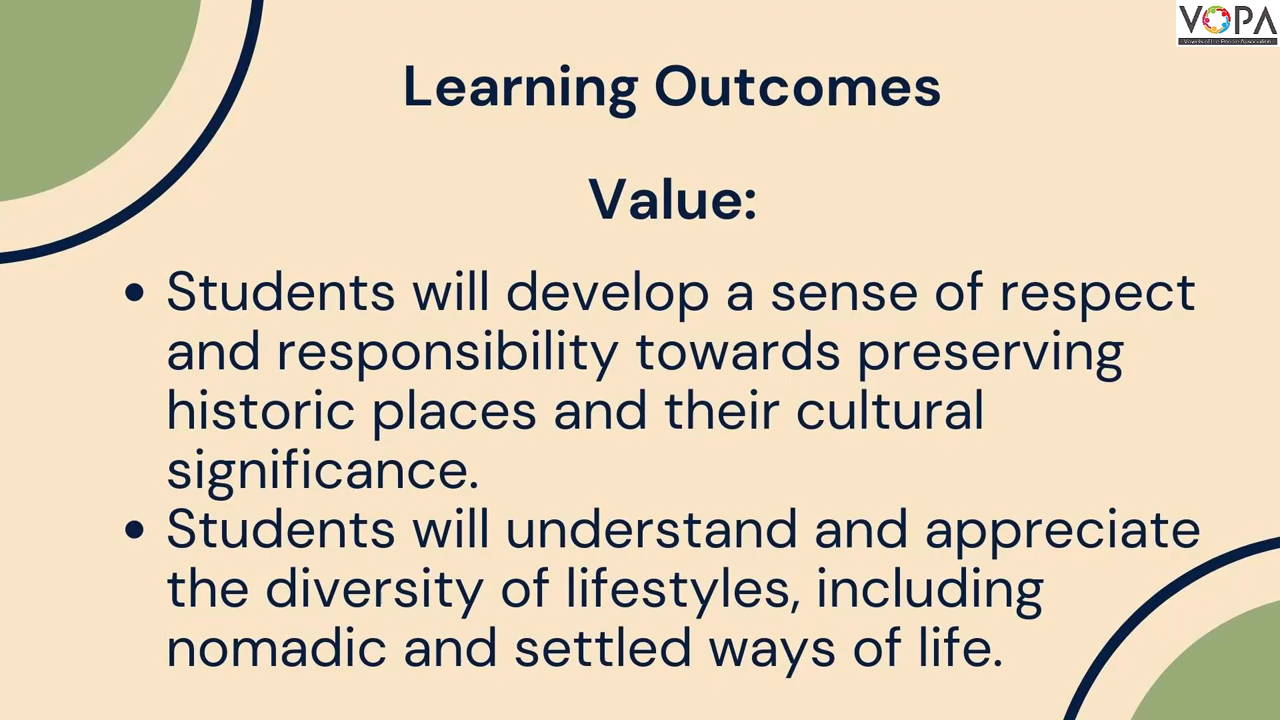 VOPA
Learning Outcomes
Value:
• Students will develop a sense of respect
and responsibility towards preserving
historic places and their cultural
significance.
• Students will understand and appreciate
the diversity of lifestyles, including
nomadic and settled ways of life.